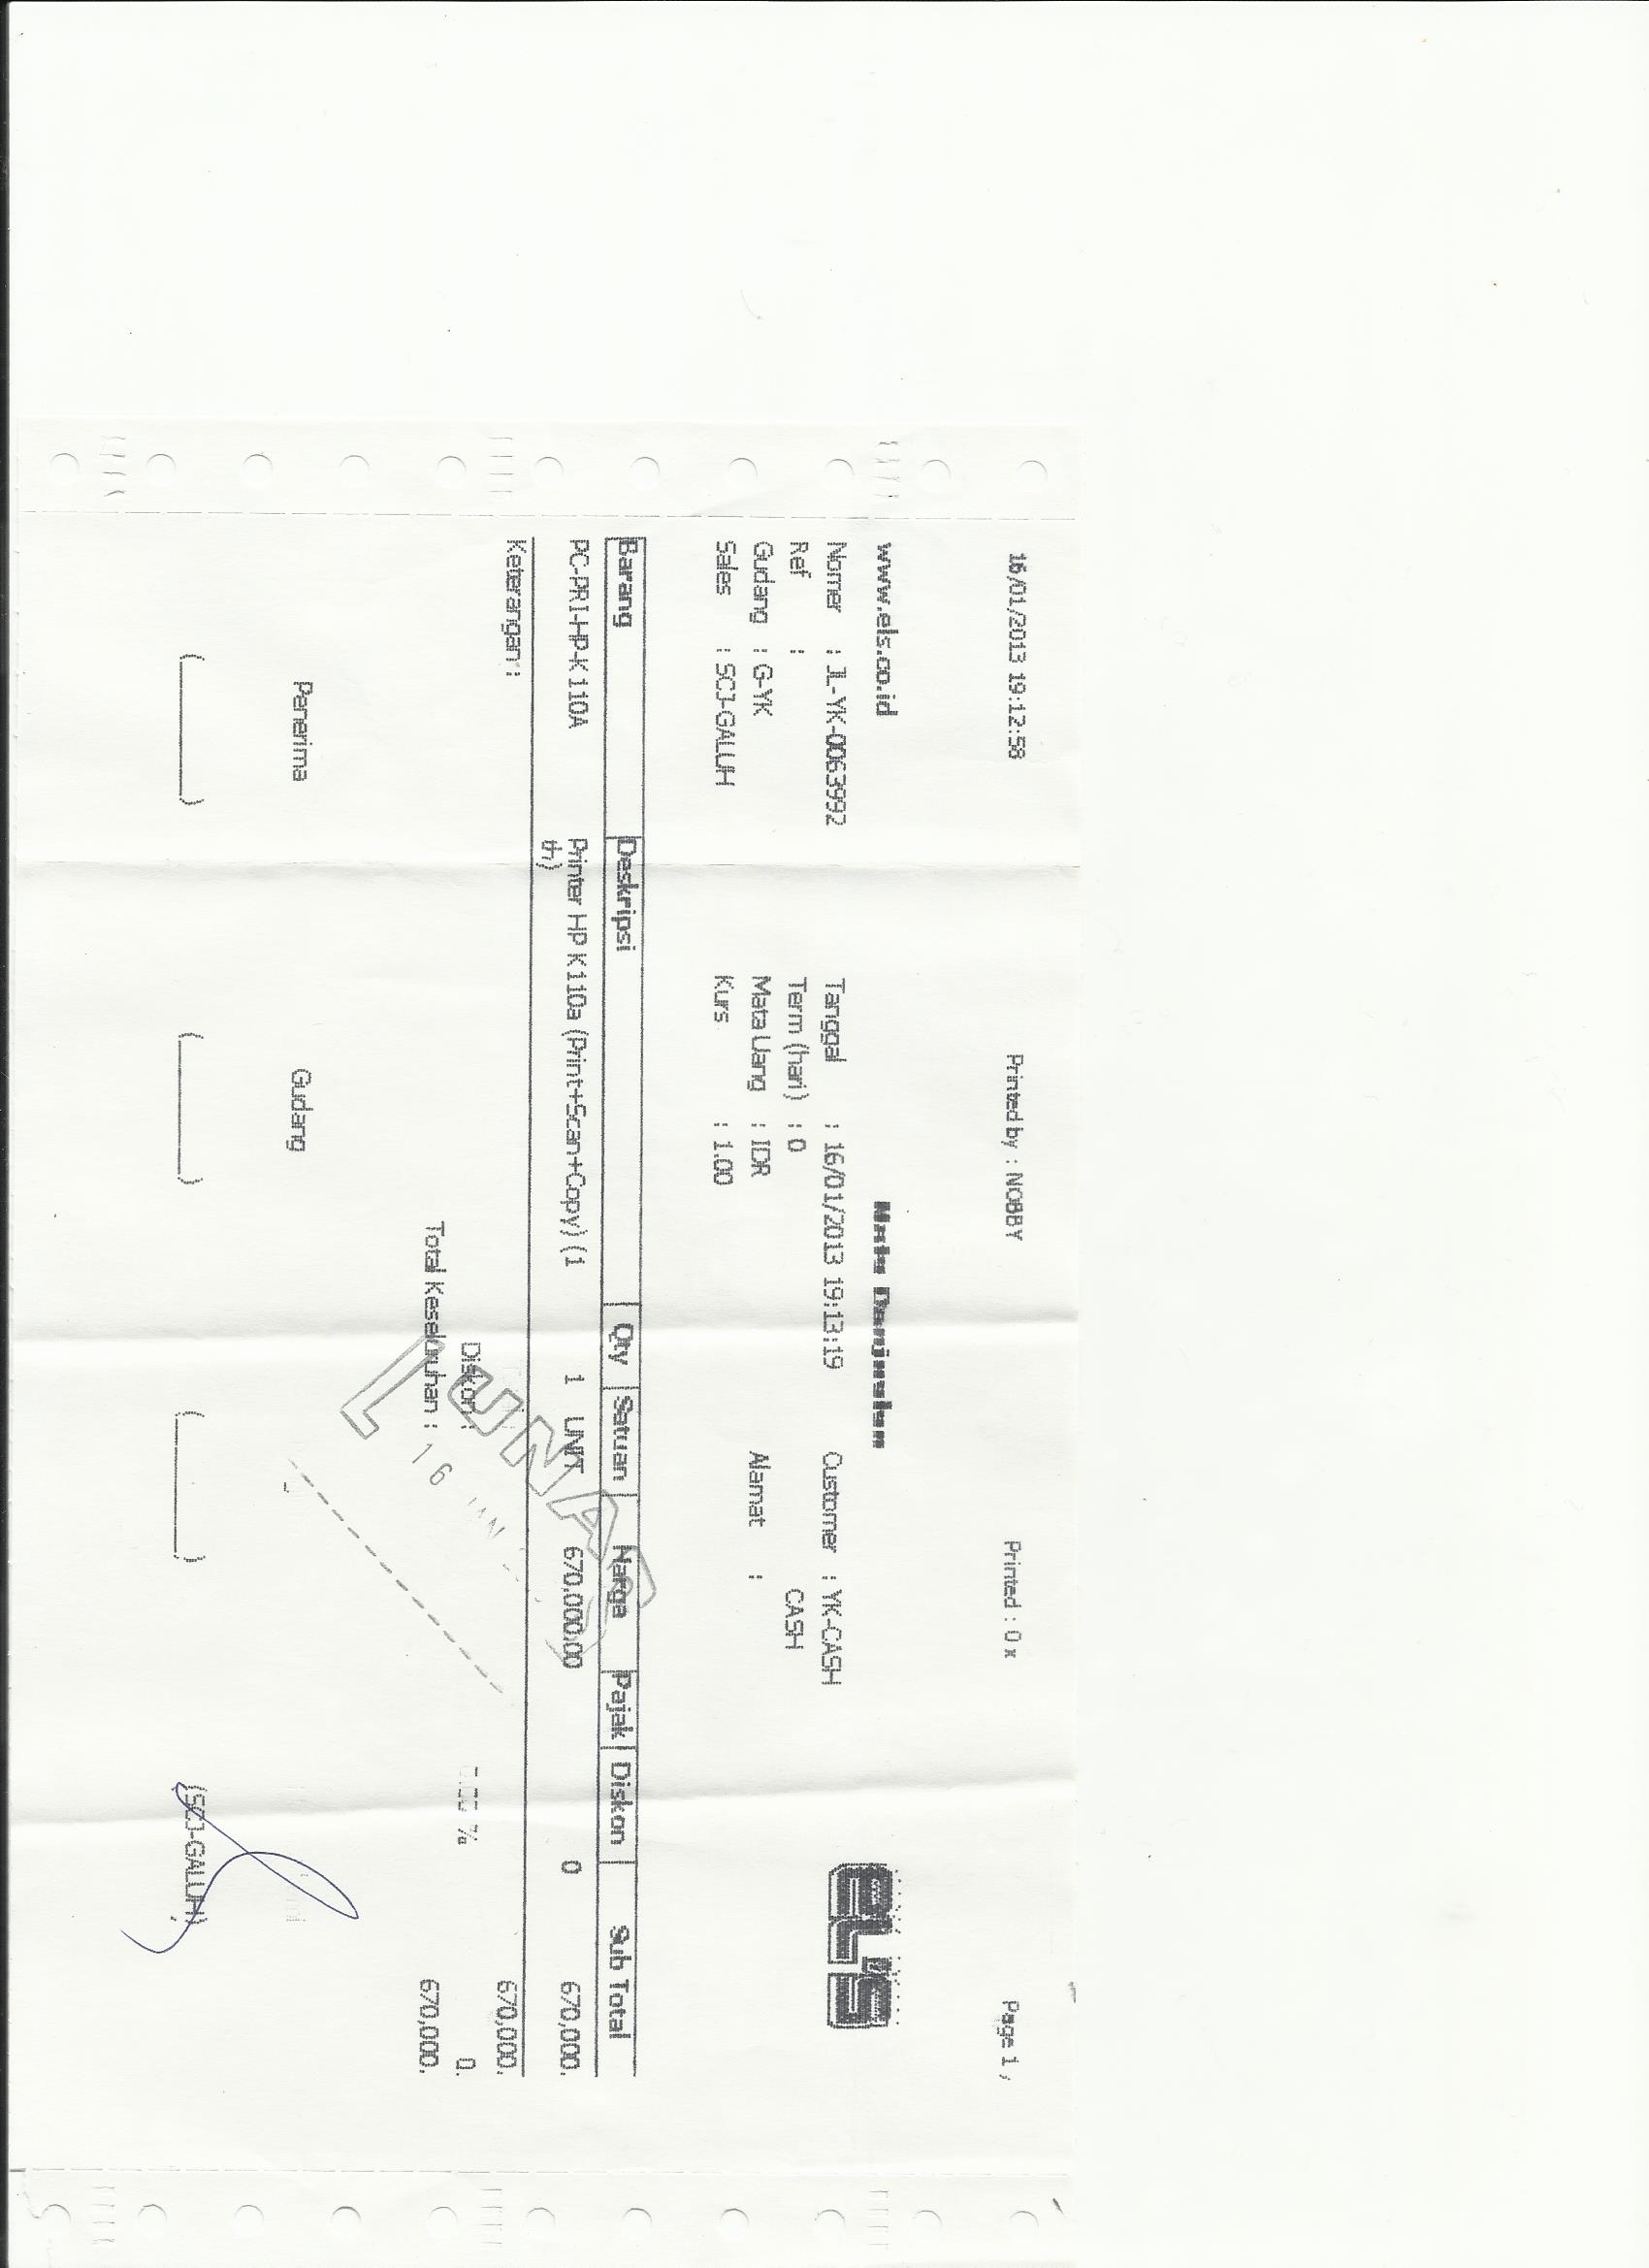 16/01/2013 19:12:58 Printed by : NOBBY Printed : 0 x Page 1 /
www.els.co.id Nota Penjualan eL's
Nomer : JL-YK-0063992 Tanggal : 16/01/2013 19:13:19 Customer : YK-CASH
Ref : Term (hari) : 0 CASH
Gudang : G-YK Mata Uang : IDR Alamat :
Sales : SCJ-GALUH Kurs : 1.00
Barang Deskripsi Qty Satuan Harga Pajak Diskon Sub Total
PC-PRI-HP-K110A Printer HP K110a (Print+Scan+Copy) (1 1 UNIT 670,000.00 0 670,000.
th)
Keterangan : 670,000.
Diskon : 0.00 % 0.
Total Keseluruhan : 670,000.
LUNAS
16 JAN
Penerima Gudang
( ) ( ) ( ) (SCJ-GALUH)